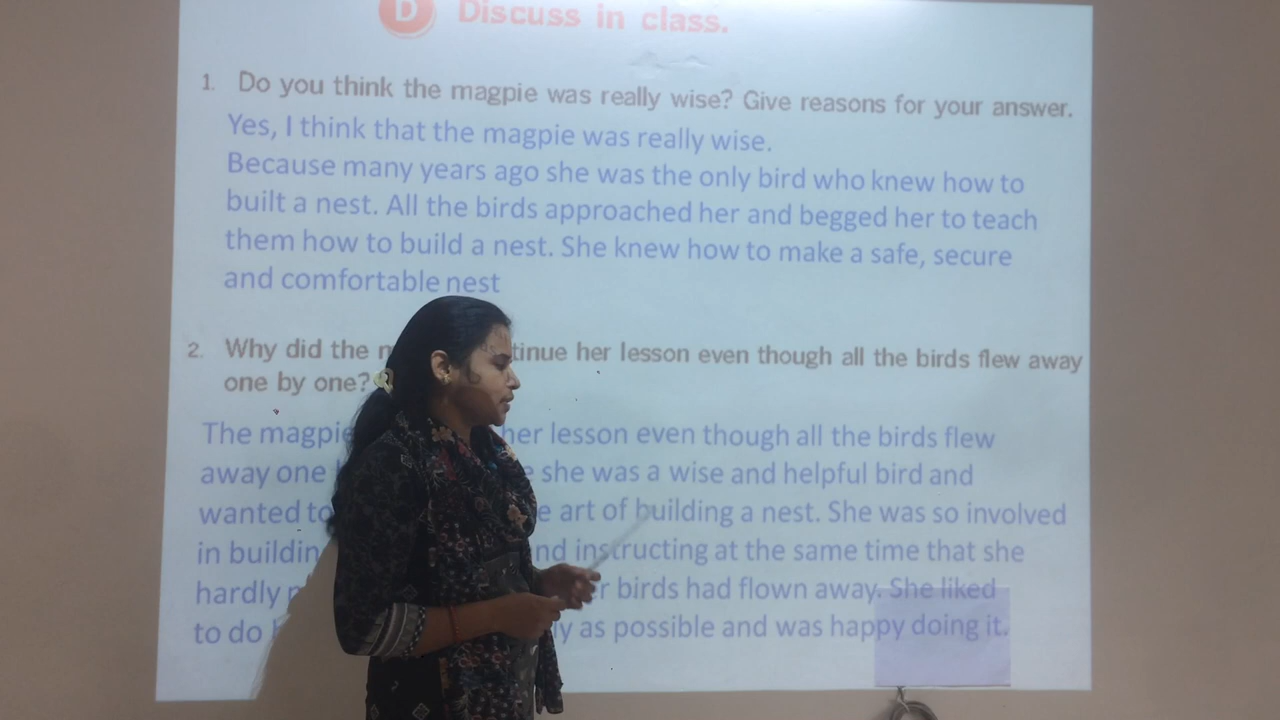 D Discuss in class.
1. Do you think the magpie was really wise? Give reasons for your answer.
Yes, I think that the magpie was really wise.
Because many years ago she was the only bird who knew how to
built a nest. All the birds approached her and begged her to teach
them how to build a nest. She knew how to make a safe, secure
and comfortable nest
2. Why did the her lesson even though all the birds flew away
one by one?
The magpie her lesson even though all the birds flew
away one she was a wise and helpful bird and
wanted to art of building a nest. She was so involved
in instructing at the same time that she
hardly birds had flown away. She liked
to do as possible and was happy doing it.